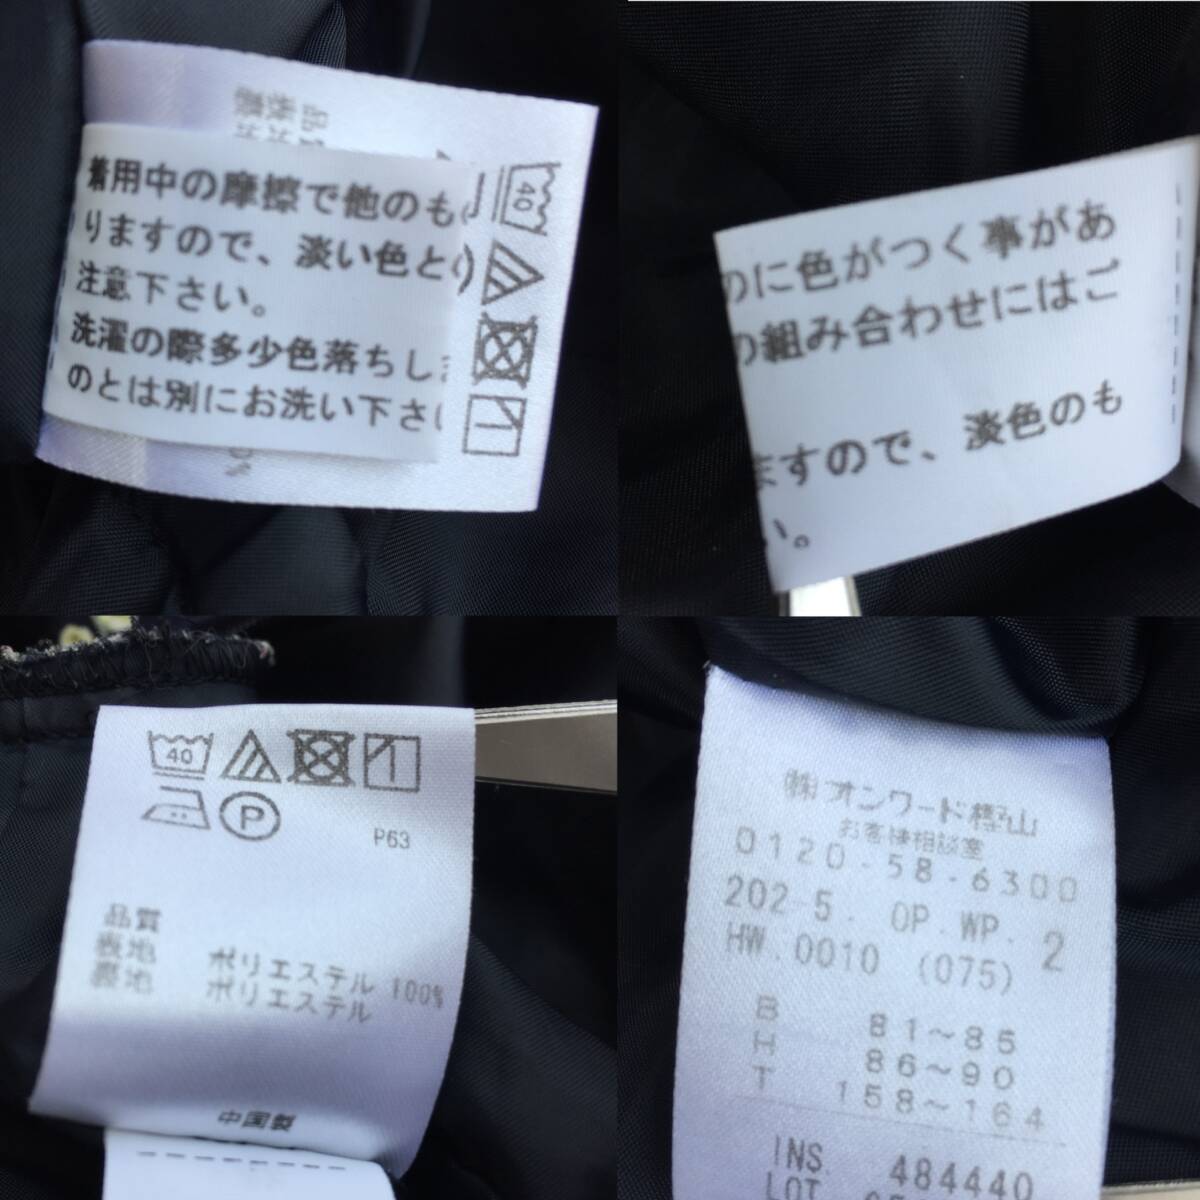 着用中の摩擦で他のも
りますので、淡い色と
注意下さい。
洗濯の際多少色落ちしま
のとは別にお洗い下さい
40
のに色がつく事があ
の組み合わせにはご
ますので、淡色のも
い。
40
P
P63
品質
表地 ポリエステル 100%
裏地 ポリエステル
中国製
(株)オンワード樫山
お客様相談室
0120-58-6300
202-5. OP.WP. 2
HW.0010 (075)
B 81~85
H 86~90
T 158~164
INS. 484440
LOT